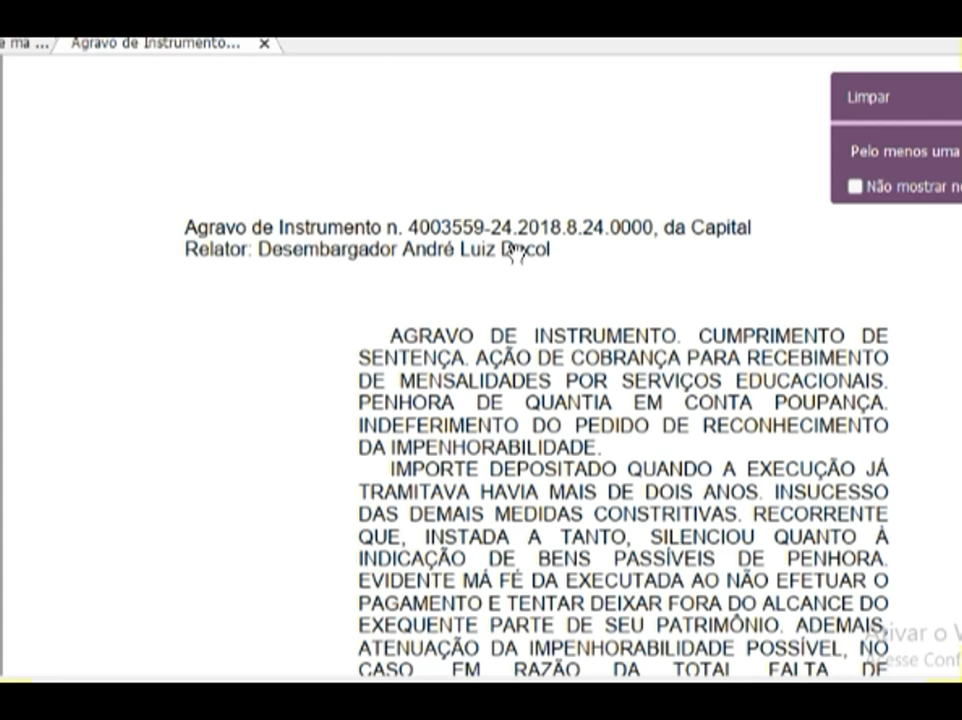 e ma ... Agravo de Instrumento... X
Limpar
Pelo menos uma
Não mostrar
Agravo de Instrumento n. 4003559-24.2018.8.24.0000, da Capital
Relator: Desembargador André Luiz
AGRAVO DE INSTRUMENTO. CUMPRIMENTO DE
SENTENÇA. AÇÃO DE COBRANÇA PARA RECEBIMENTO
DE MENSALIDADES POR SERVIÇOS EDUCACIONAIS.
PENHORA DE QUANTIA EM CONTA POUPANÇA.
INDEFERIMENTO DO PEDIDO DE RECONHECIMENTO
DA IMPENHORABILIDADE.
IMPORTE DEPOSITADO QUANDO A EXECUÇÃO JÁ
TRAMITAVA HAVIA MAIS DE DOIS ANOS. INSUCESSO
DAS DEMAIS MEDIDAS CONSTRITIVAS. RECORRENTE
QUE, INSTADA A TANTO, SILENCIOU QUANTO À
INDICAÇÃO DE BENS PASSÍVEIS DE PENHORA.
EVIDENTE MÁ FÉ DA EXECUTADA AO NÃO EFETUAR O
PAGAMENTO E TENTAR DEIXAR FORA DO ALCANCE DO
EXEQUENTE PARTE DE SEU PATRIMÔNIO. ADEMAIS,
ATENUAÇÃO DA IMPENHORABILIDADE POSSÍVEL, NO
CASO EM RAZÃO DA TOTAL FALTA DE
Ativar o
Acesse Conf